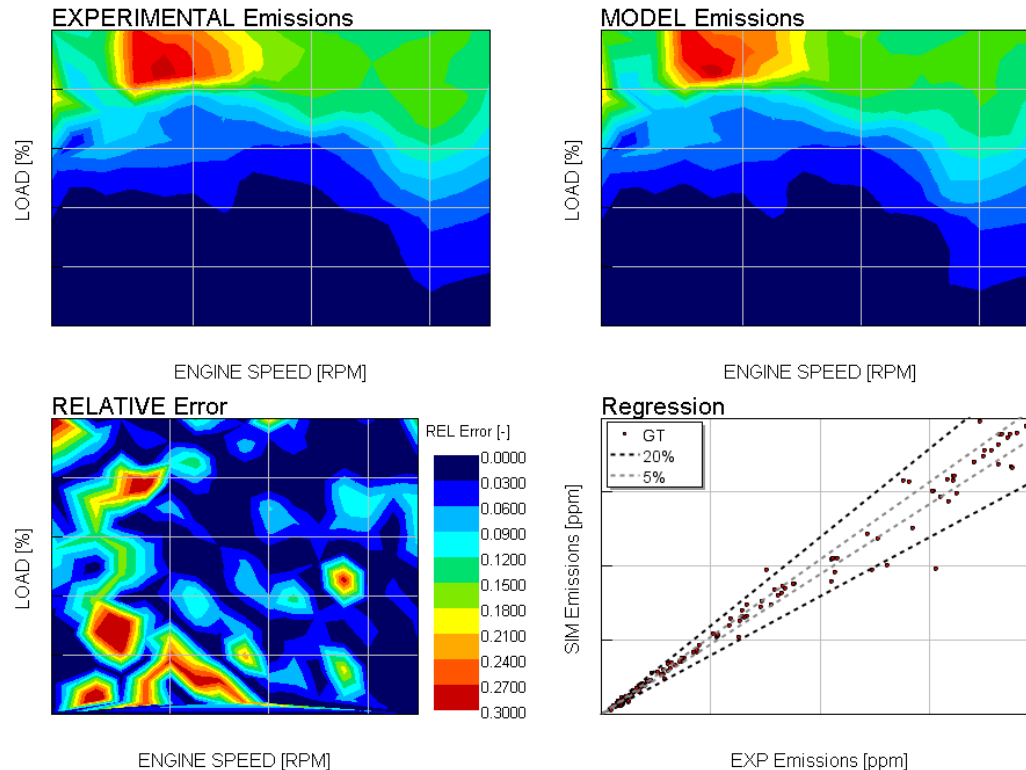 EXPERIMENTAL Emissions
LOAD [%]
ENGINE SPEED [RPM]
MODEL Emissions
LOAD [%]
ENGINE SPEED [RPM]
RELATIVE Error
LOAD [%]
ENGINE SPEED [RPM]
REL Error [-]
0.0000
0.0300
0.0600
0.0900
0.1200
0.1500
0.1800
0.2100
0.2400
0.2700
0.3000
Regression
GT
20%
5%
SIM Emissions [ppm]
EXP Emissions [ppm]